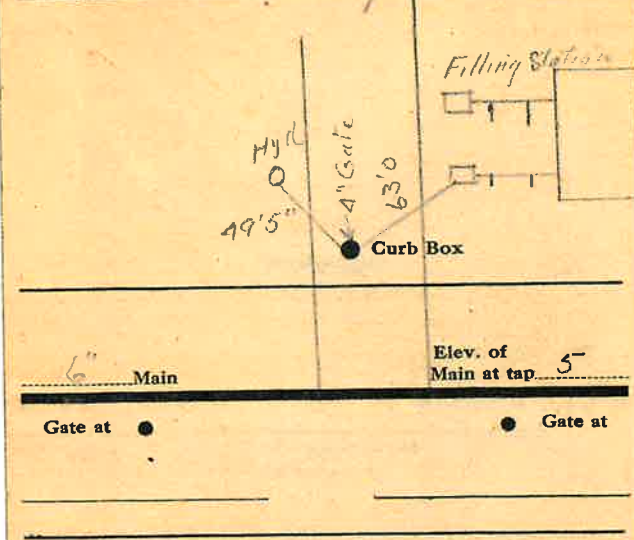 Filling Station
Hyd
4" Gate
63'0
49'5"
Curb Box
Elev. of
6" Main
Main at tap 5
Gate at
Gate at